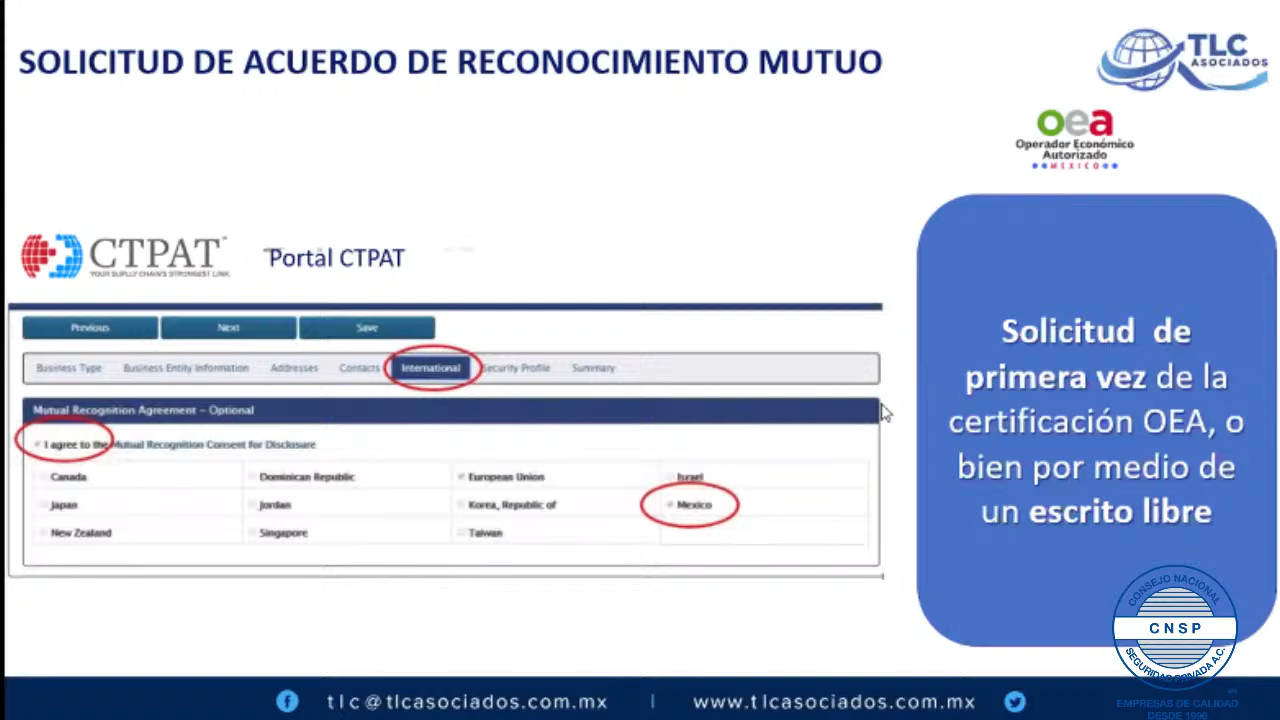 SOLICITUD DE ACUERDO DE RECONOCIMIENTO MUTUO
TLC
ASOCIADOS
oea
Operador Económico
Autorizado
MEXICO
CTPAT
YOUR SUPPLY CHAIN'S STRONGEST LINK.
Portal CTPAT
Previous Next Save
Business Type Business Entity Information Addresses Contacts International Security Profile Summary
Mutual Recognition Agreement – Optional
I agree to the Mutual Recognition Consent for Disclosure
Canada Dominican Republic European Union Israel
Japan Jordan Korea, Republic of Mexico
New Zealand Singapore Taiwan
Solicitud de
primera vez de la
certificación OEA, o
bien por medio de
un escrito libre
CONSEJO NACIONAL
CNSP
SEGURIDAD PRIVADA A.C.
EMPRESAS DE CALIDAD
DESDE 1996
tlc@tlcasociados.com.mx | www.tlcasociados.com.mx